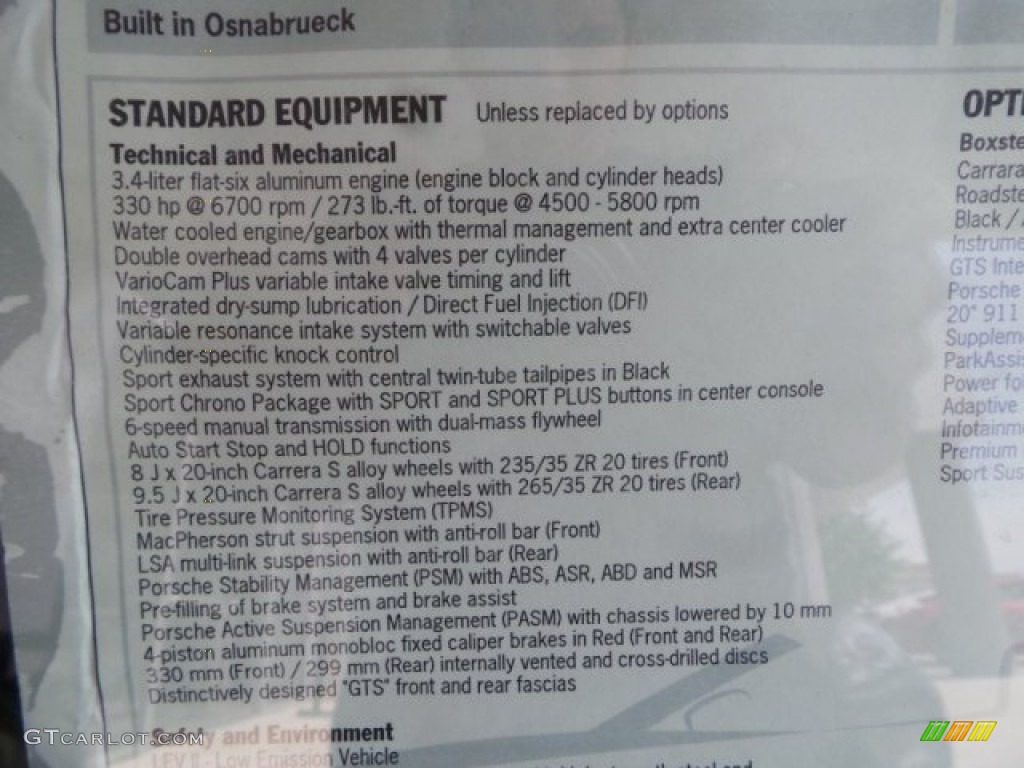 Built in Osnabrueck
STANDARD EQUIPMENT Unless replaced by options
Technical and Mechanical
3.4-liter flat-six aluminum engine (engine block and cylinder heads)
330 hp @ 6700 rpm / 273 lb.-ft. of torque @ 4500 - 5800 rpm
Water cooled engine/gearbox with thermal management and extra center cooler
Double overhead cams with 4 valves per cylinder
VarioCam Plus variable intake valve timing and lift
Integrated dry-sump lubrication / Direct Fuel Injection (DFI)
Variable resonance intake system with switchable valves
Cylinder-specific knock control
Sport exhaust system with central twin-tube tailpipes in Black
Sport Chrono Package with SPORT and SPORT PLUS buttons in center console
6-speed manual transmission with dual-mass flywheel
Auto Start Stop and HOLD functions
8 J x 20-inch Carrera S alloy wheels with 235/35 ZR 20 tires (Front)
9.5 J x 20-inch Carrera S alloy wheels with 265/35 ZR 20 tires (Rear)
Tire Pressure Monitoring System (TPMS)
MacPherson strut suspension with anti-roll bar (Front)
LSA multi-link suspension with anti-roll bar (Rear)
Porsche Stability Management (PSM) with ABS, ASR, ABD and MSR
Pre-filling of brake system and brake assist
Porsche Active Suspension Management (PASM) with chassis lowered by 10 mm
4-piston aluminum monobloc fixed caliper brakes in Red (Front and Rear)
330 mm (Front) / 299 mm (Rear) internally vented and cross-drilled discs
Distinctively designed "GTS" front and rear fascias
Safety and Environment
LEV II - Low Emission Vehicle
OPTI
Boxste
Carrara
Roadste
Black /
Instrume
GTS Inte
Porsche
20" 911
Supplem
ParkAssis
Power fo
Adaptive
Infotainm
Premium
Sport Sus
GTCARLOT.COM